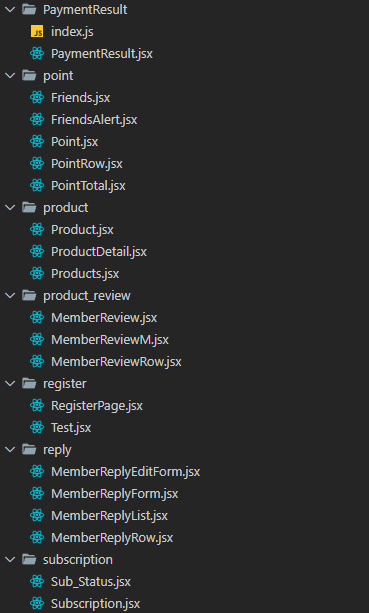 PaymentResult
JS index.js
PaymentResult.jsx
point
Friends.jsx
FriendsAlert.jsx
Point.jsx
PointRow.jsx
PointTotal.jsx
product
Product.jsx
ProductDetail.jsx
Products.jsx
product_review
MemberReview.jsx
MemberReviewM.jsx
MemberReviewRow.jsx
register
RegisterPage.jsx
Test.jsx
reply
MemberReplyEditForm.jsx
MemberReplyForm.jsx
MemberReplyList.jsx
MemberReplyRow.jsx
subscription
Sub_Status.jsx
Subscription.jsx